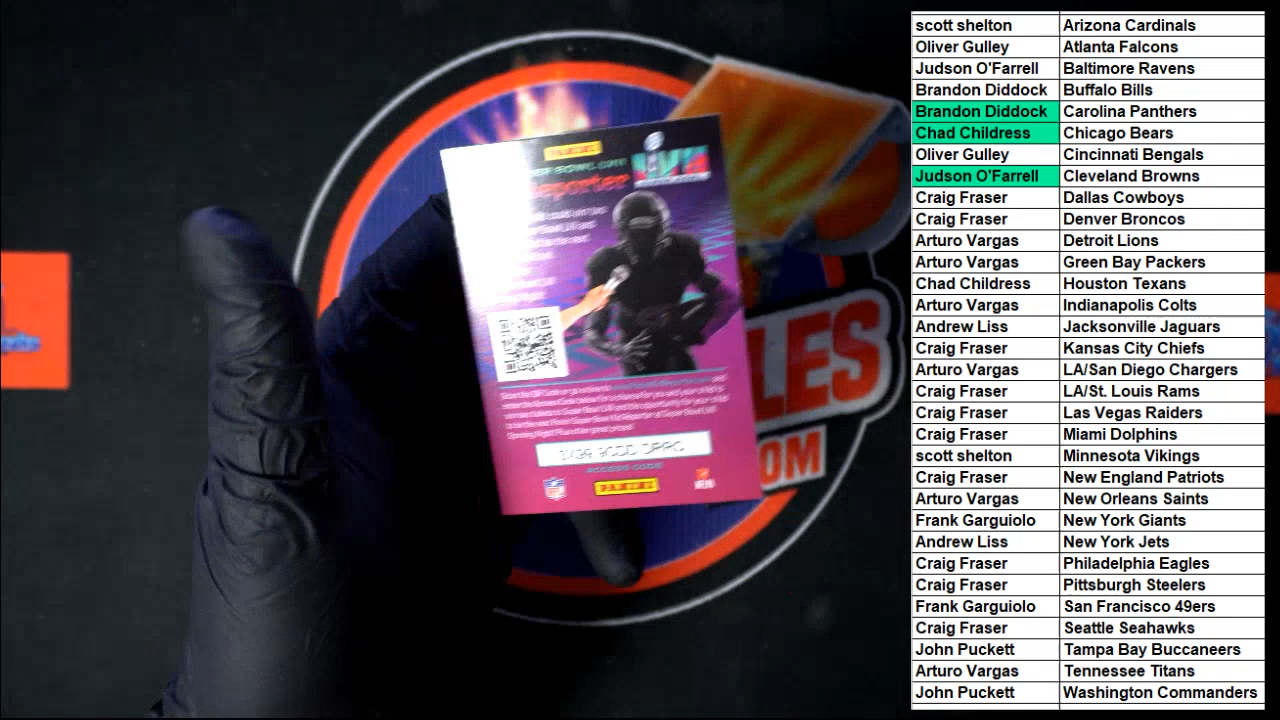 scott shelton Arizona Cardinals
Oliver Gulley Atlanta Falcons
Judson O'Farrell Baltimore Ravens
Brandon Diddock Buffalo Bills
Brandon Diddock Carolina Panthers
Chad Childress Chicago Bears
Oliver Gulley Cincinnati Bengals
Judson O'Farrell Cleveland Browns
Craig Fraser Dallas Cowboys
Craig Fraser Denver Broncos
Arturo Vargas Detroit Lions
Arturo Vargas Green Bay Packers
Chad Childress Houston Texans
Arturo Vargas Indianapolis Colts
Andrew Liss Jacksonville Jaguars
Craig Fraser Kansas City Chiefs
Arturo Vargas LA/San Diego Chargers
Craig Fraser LA/St. Louis Rams
Craig Fraser Las Vegas Raiders
Craig Fraser Miami Dolphins
scott shelton Minnesota Vikings
Craig Fraser New England Patriots
Arturo Vargas New Orleans Saints
Frank Garguiolo New York Giants
Andrew Liss New York Jets
Craig Fraser Philadelphia Eagles
Craig Fraser Pittsburgh Steelers
Frank Garguiolo San Francisco 49ers
Craig Fraser Seattle Seahawks
John Puckett Tampa Bay Buccaneers
Arturo Vargas Tennessee Titans
John Puckett Washington Commanders
PANINI
eporter
ACCESS CODE
PANINI
LES
OM